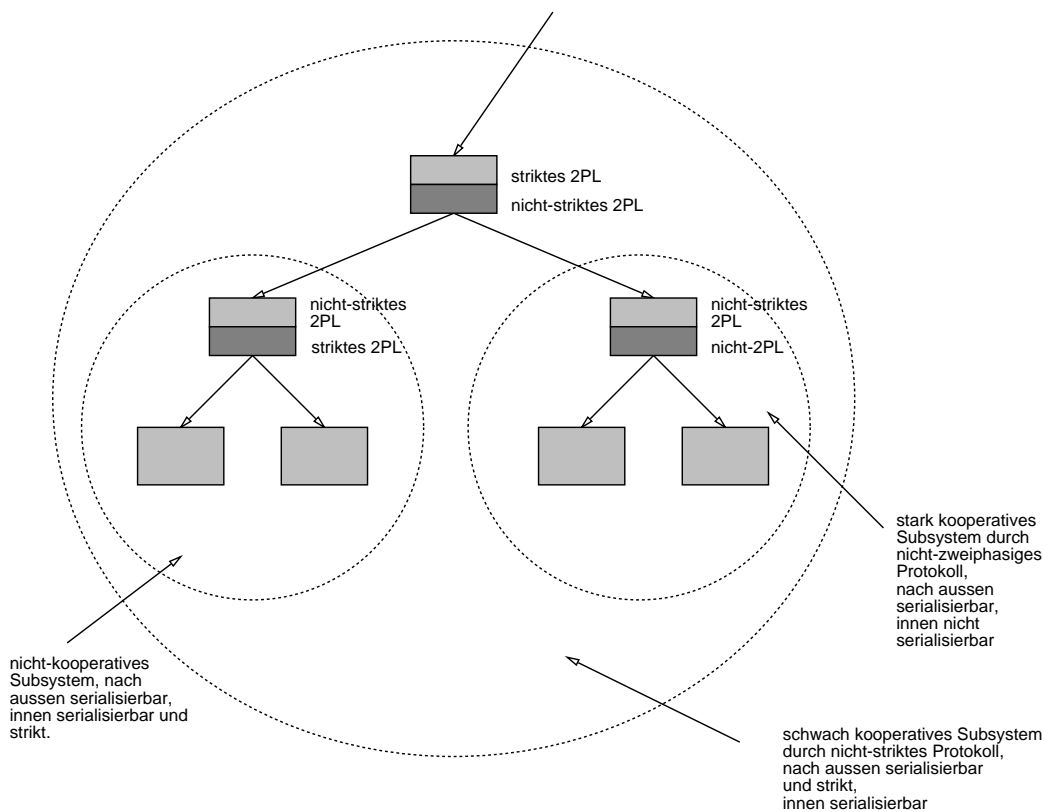 striktes 2PL
nicht-striktes 2PL
nicht-striktes
2PL
striktes 2PL
nicht-striktes
2PL
nicht-2PL
stark kooperatives
Subsystem durch
nicht-zweiphasiges
Protokoll,
nach aussen
serialisierbar,
innen nicht
serialisierbar
nicht-kooperatives
Subsystem, nach
aussen serialisierbar,
innen serialisierbar und
strikt.
schwach kooperatives Subsystem
durch nicht-striktes Protokoll,
nach aussen serialisierbar
und strikt,
innen serialisierbar